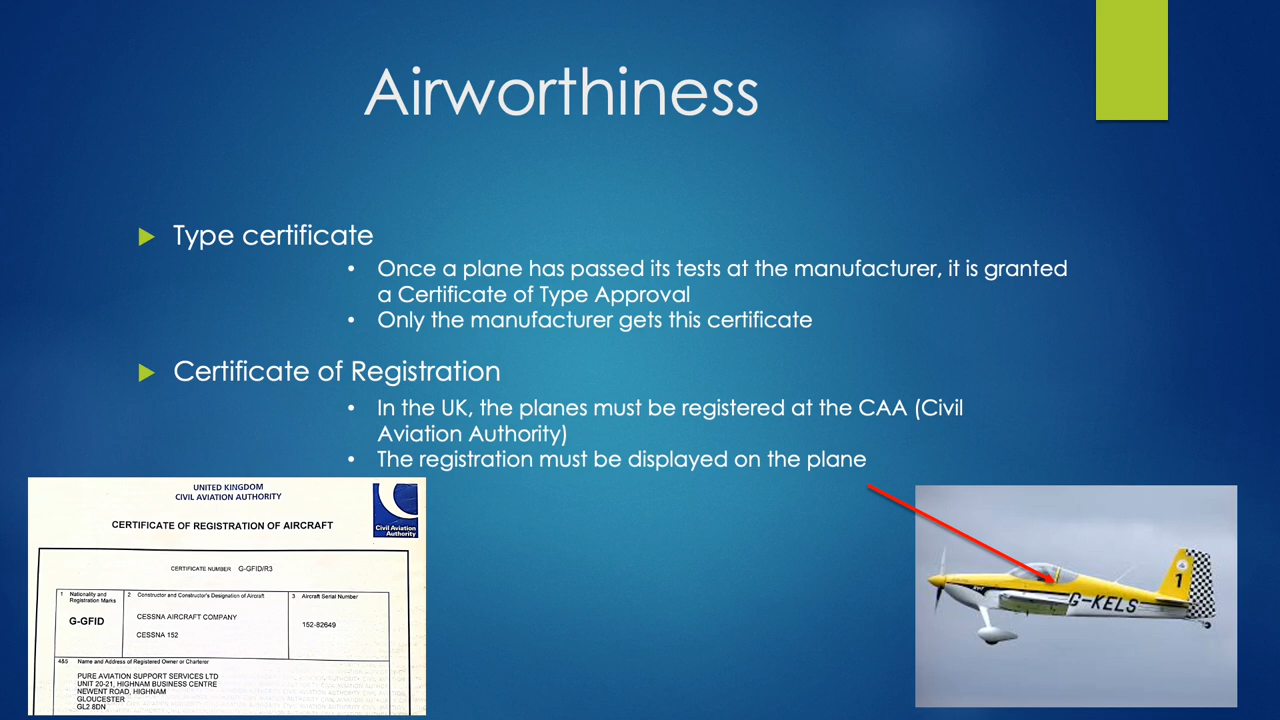 Airworthiness
Type certificate
Once a plane has passed its tests at the manufacturer, it is granted
a Certificate of Type Approval
Only the manufacturer gets this certificate
Certificate of Registration
In the UK, the planes must be registered at the CAA (Civil
Aviation Authority)
The registration must be displayed on the plane
UNITED KINGDOM
CIVIL AVIATION AUTHORITY
Civil Aviation
Authority
CERTIFICATE OF REGISTRATION OF AIRCRAFT
CERTIFICATE NUMBER G-GFID/R3
1 Nationality and
Registration Marks
G-GFID
2 Constructor and Constructor's Designation of Aircraft
CESSNA AIRCRAFT COMPANY
CESSNA 152
3 Aircraft Serial Number
152-82649
4&5 Name and Address of Registered Owner or Charterer
PURE AVIATION SUPPORT SERVICES LTD
UNIT 20-21, HIGHNAM BUSINESS CENTRE
NEWENT ROAD, HIGHNAM
GLOUCESTER
GL2 8DN
1
G-KELS